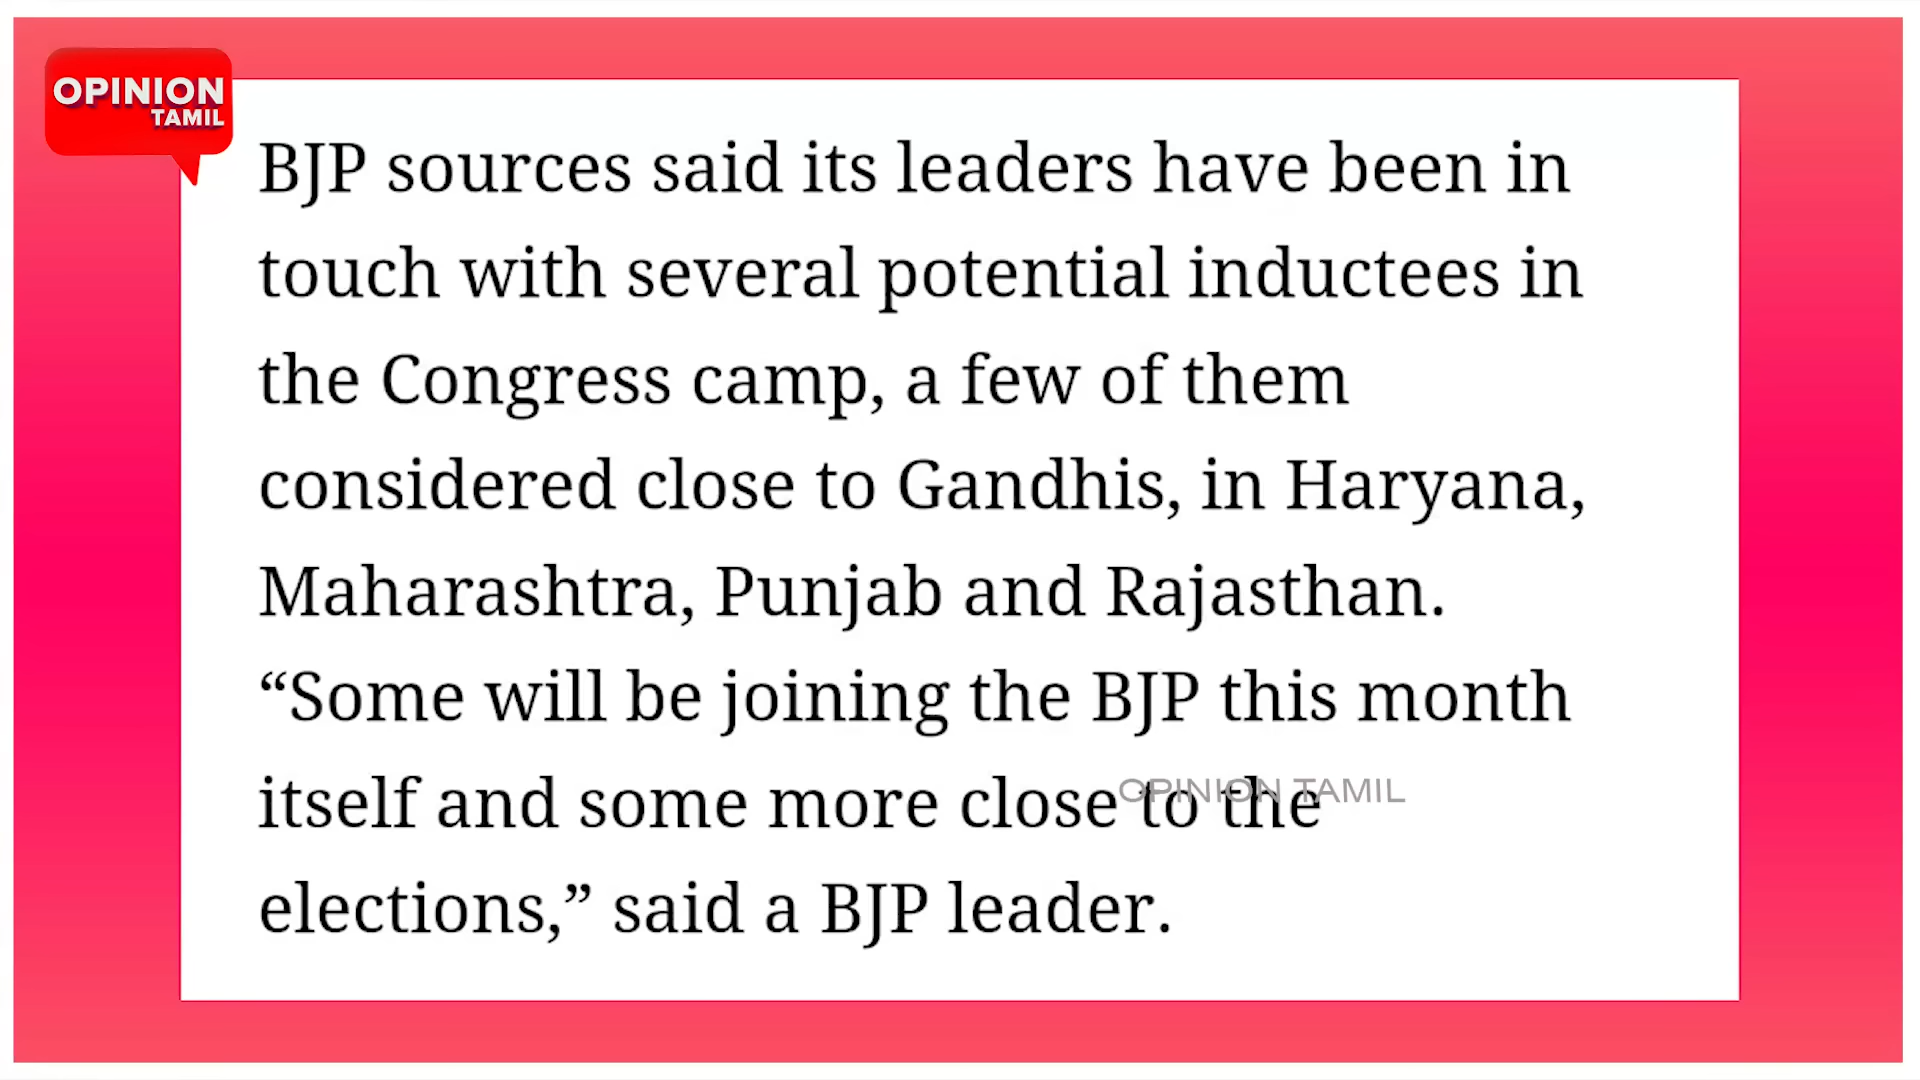 OPINION
TAMIL
BJP sources said its leaders have been in
touch with several potential inductees in
the Congress camp, a few of them
considered close to Gandhis, in Haryana,
Maharashtra, Punjab and Rajasthan.
“Some will be joining the BJP this month
itself and some more close to the
OPINION TAMIL
elections,” said a BJP leader.